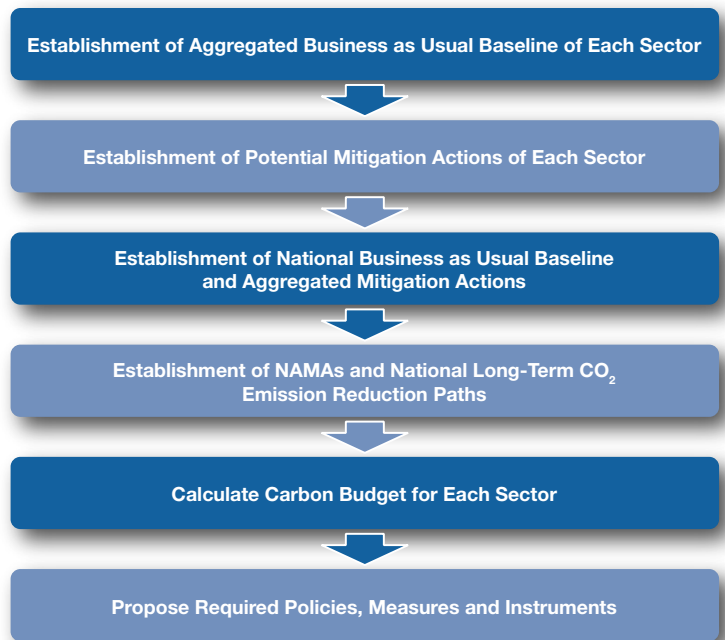 Establishment of Aggregated Business as Usual Baseline of Each Sector
Establishment of Potential Mitigation Actions of Each Sector
Establishment of National Business as Usual Baseline
and Aggregated Mitigation Actions
Establishment of NAMAs and National Long-Term CO₂
Emission Reduction Paths
Calculate Carbon Budget for Each Sector
Propose Required Policies, Measures and Instruments